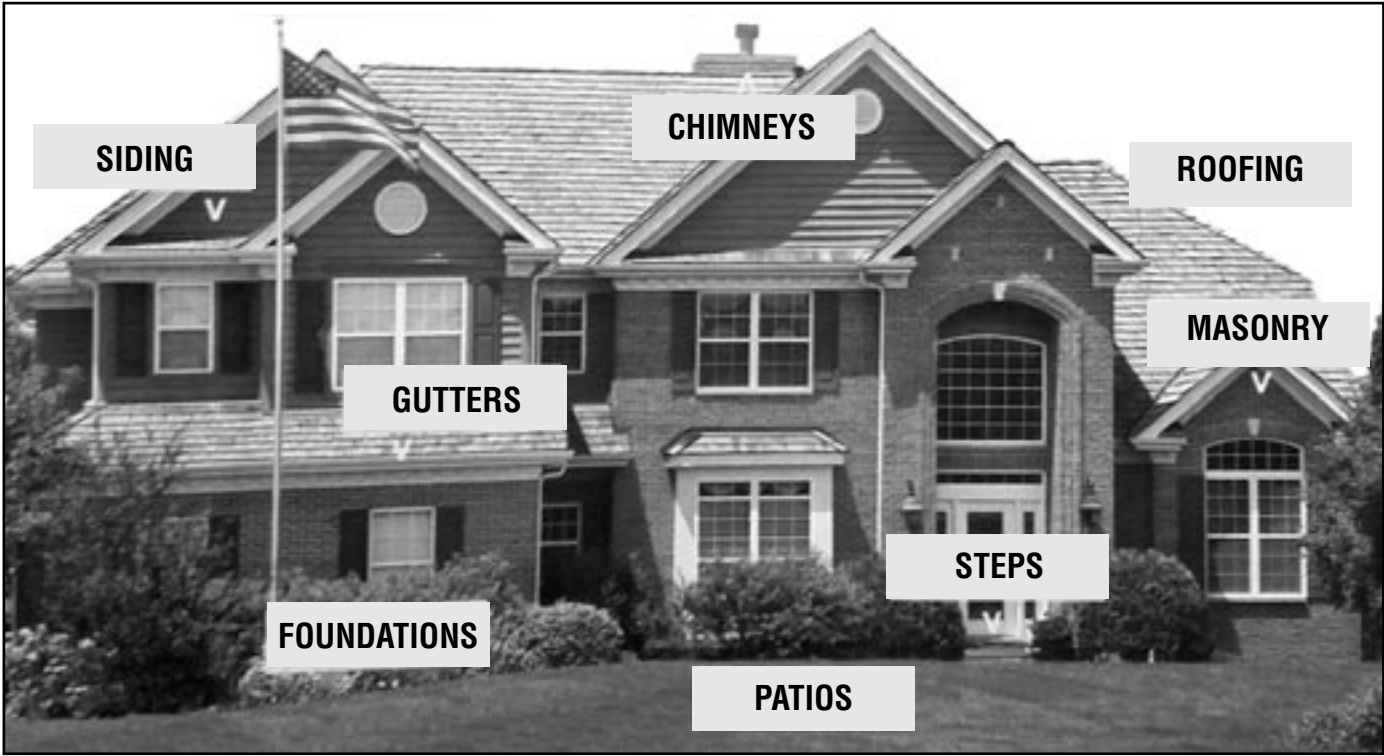 CHIMNEYS
SIDING
ROOFING
MASONRY
GUTTERS
STEPS
FOUNDATIONS
PATIOS